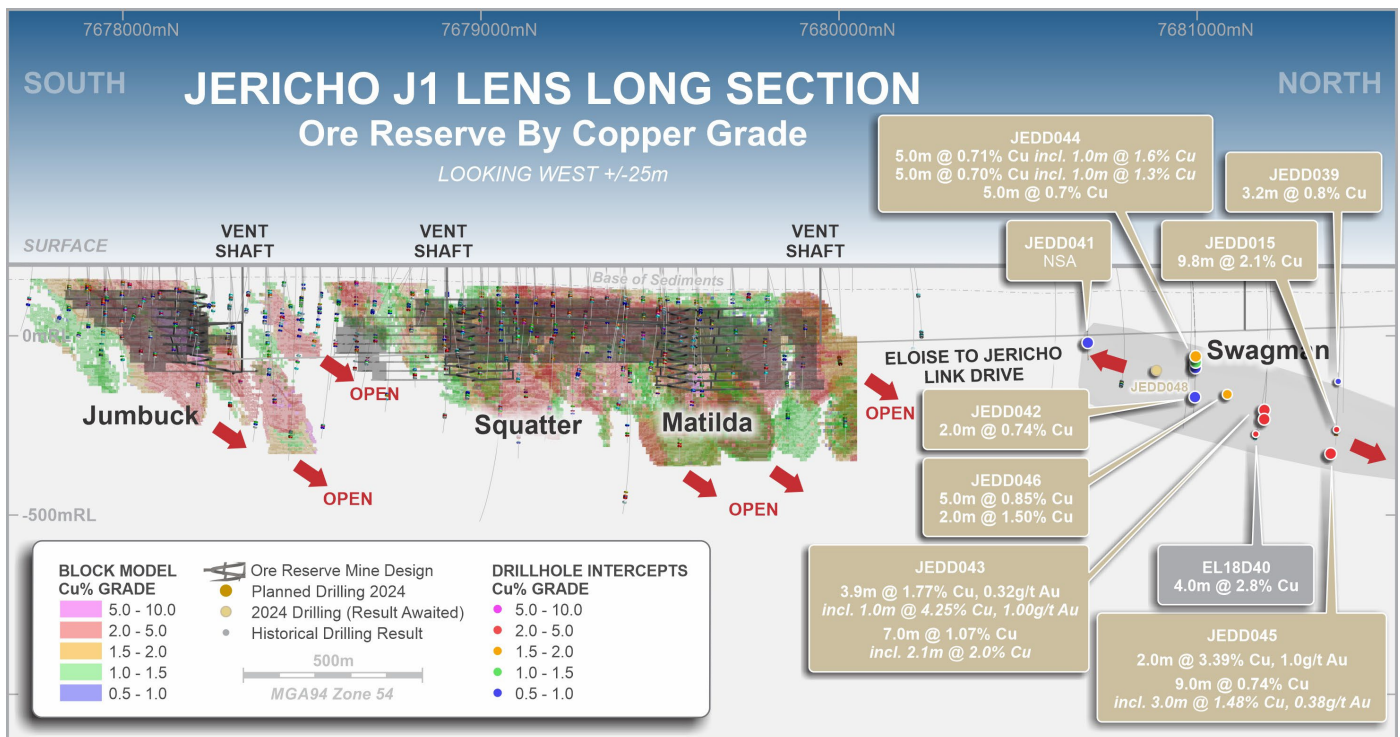 7678000mN
7679000mN
7680000mN
7681000mN
SOUTH
JERICHO J1 LENS LONG SECTION
NORTH
Ore Reserve By Copper Grade
LOOKING WEST +/-25m
JEDD044
5.0m @ 0.71% Cu incl. 1.0m @ 1.6% Cu
5.0m @ 0.70% Cu incl. 1.0m @ 1.3% Cu
5.0m @ 0.7% Cu
JEDD039
3.2m @ 0.8% Cu
JEDD041
NSA
JEDD015
9.8m @ 2.1% Cu
SURFACE
VENT
SHAFT
VENT
SHAFT
VENT
SHAFT
Base of Sediments
0mRL
ELOISE TO JERICHO
LINK DRIVE
Swagman
JEDD048
OPEN
OPEN
Jumbuck
Squatter
Matilda
JEDD042
2.0m @ 0.74% Cu
OPEN
OPEN
JEDD046
5.0m @ 0.85% Cu
2.0m @ 1.50% Cu
-500mRL
JEDD043
3.9m @ 1.77% Cu, 0.32g/t Au
incl. 1.0m @ 4.25% Cu, 1.00g/t Au
7.0m @ 1.07% Cu
incl. 2.1m @ 2.0% Cu
EL18D40
4.0m @ 2.8% Cu
JEDD045
2.0m @ 3.39% Cu, 1.0g/t Au
9.0m @ 0.74% Cu
incl. 3.0m @ 1.48% Cu, 0.38g/t Au
BLOCK MODEL
Cu% GRADE
5.0 - 10.0
2.0 - 5.0
1.5 - 2.0
1.0 - 1.5
0.5 - 1.0
Ore Reserve Mine Design
Planned Drilling 2024
2024 Drilling (Result Awaited)
Historical Drilling Result
500m
MGA94 Zone 54
DRILLHOLE INTERCEPTS
Cu% GRADE
5.0 - 10.0
2.0 - 5.0
1.5 - 2.0
1.0 - 1.5
0.5 - 1.0